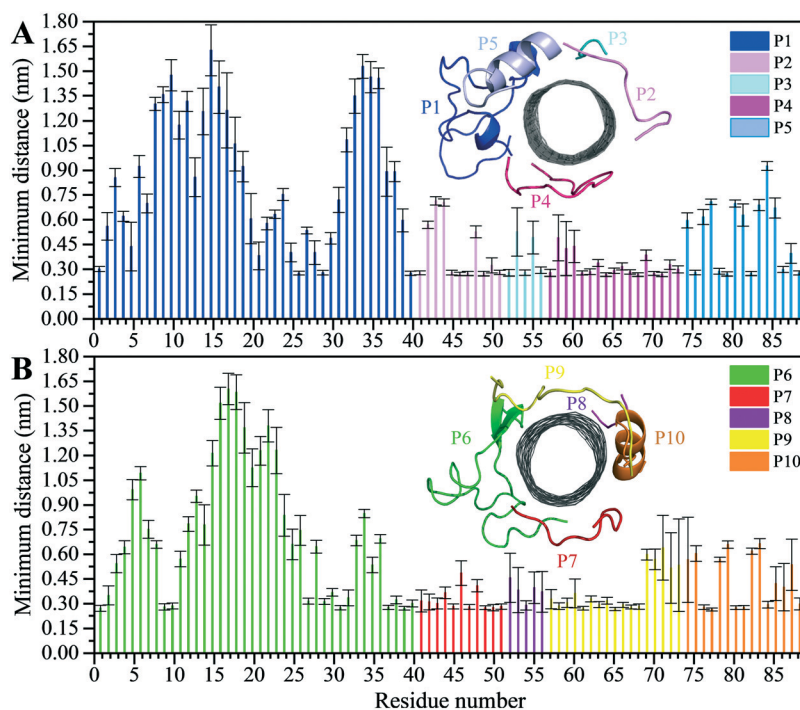 A
Minimum distance (nm)
1.80
1.65
1.50
1.35
1.20
1.05
0.90
0.75
0.60
0.45
0.30
0.15
0.00
0 5 10 15 20 25 30 35 40 45 50 55 60 65 70 75 80 85
P5
P3
P1
P2
P4
P1
P2
P3
P4
P5
B
Minimum distance (nm)
1.80
1.65
1.50
1.35
1.20
1.05
0.90
0.75
0.60
0.45
0.30
0.15
0.00
0 5 10 15 20 25 30 35 40 45 50 55 60 65 70 75 80 85
P9
P8
P6
P10
P7
P6
P7
P8
P9
P10
Residue number